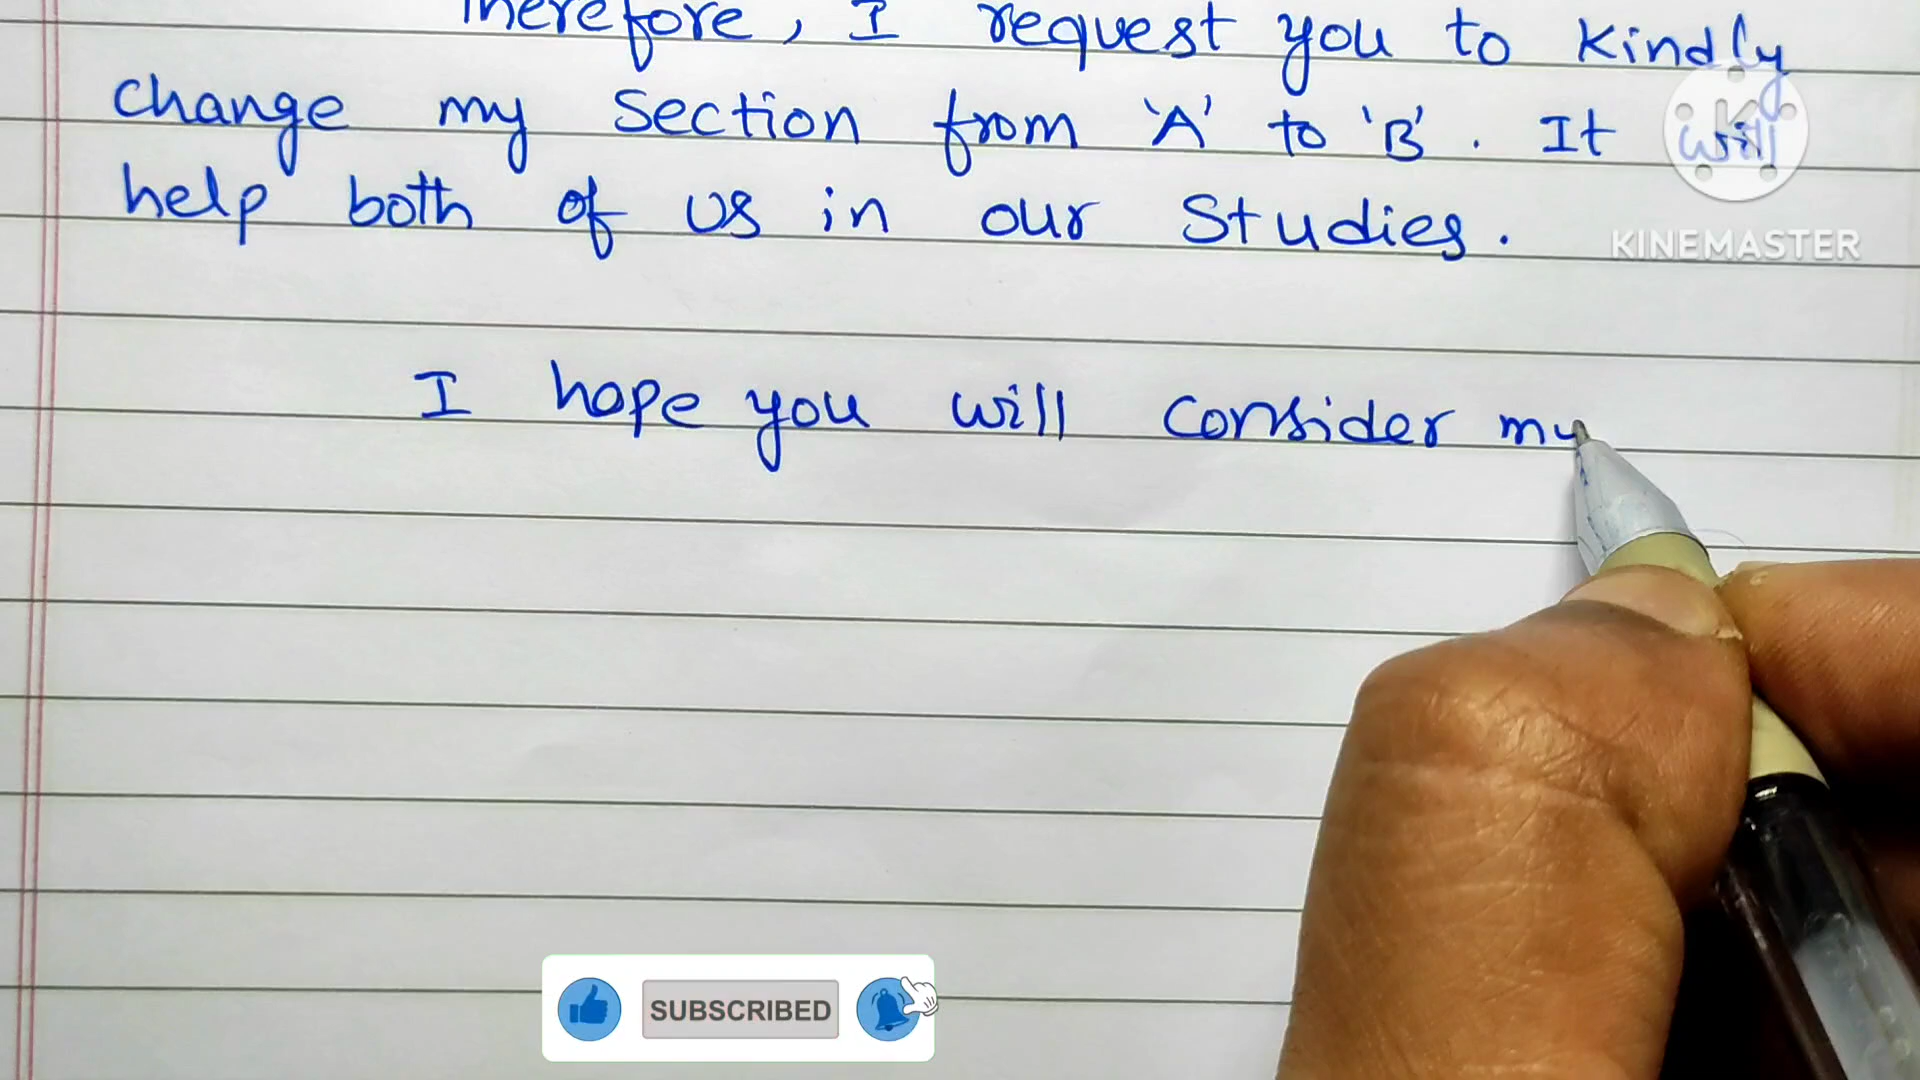 Therefore, I request you to kindly
change my Section from 'A' to 'B'. It will
help both of us in our Studies.
KINEMASTER
I hope you will consider my
SUBSCRIBED